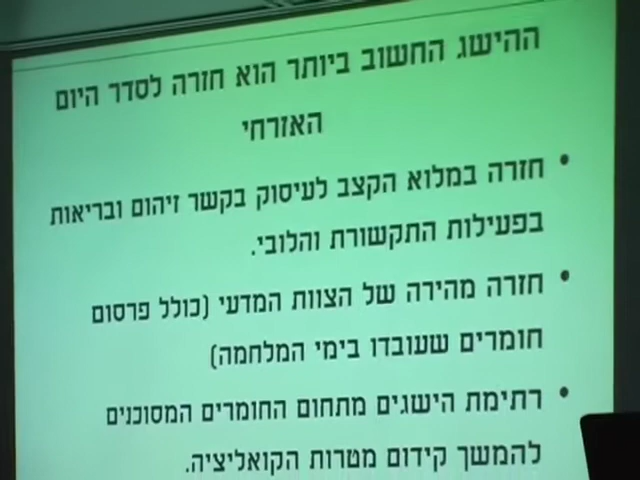 ההישג החשוב ביותר הוא חזרה לסדר היום
האזרחי
• חזרה במלוא הקצב לעיסוק בקשר זיהום ובריאות
בפעילות התקשורת והלובי.
• חזרה מהירה של הצוות המדעי (כולל פרסום
חומרים שעובדו בימי המלחמה)
• רתימת הישגים מתחום החומרים המסוכנים
להמשך קידום מטרות הקואליציה.